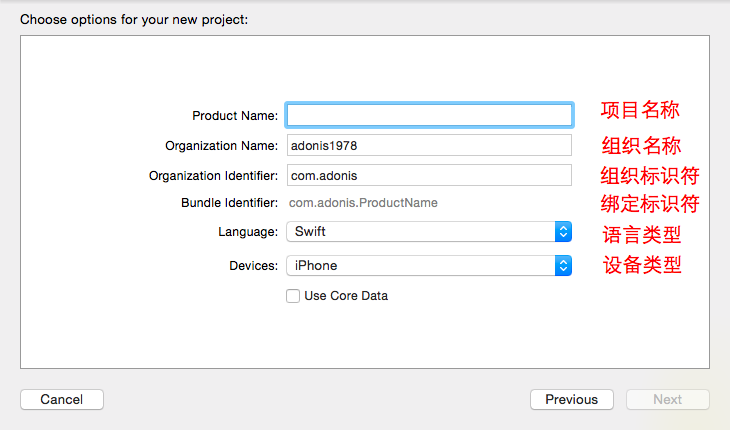 Choose options for your new project:
Product Name: 项目名称
Organization Name: adonis1978 组织名称
Organization Identifier: com.adonis 组织标识符
Bundle Identifier: com.adonis.ProductName 绑定标识符
Language: Swift 语言类型
Devices: iPhone 设备类型
Use Core Data
Cancel Previous Next